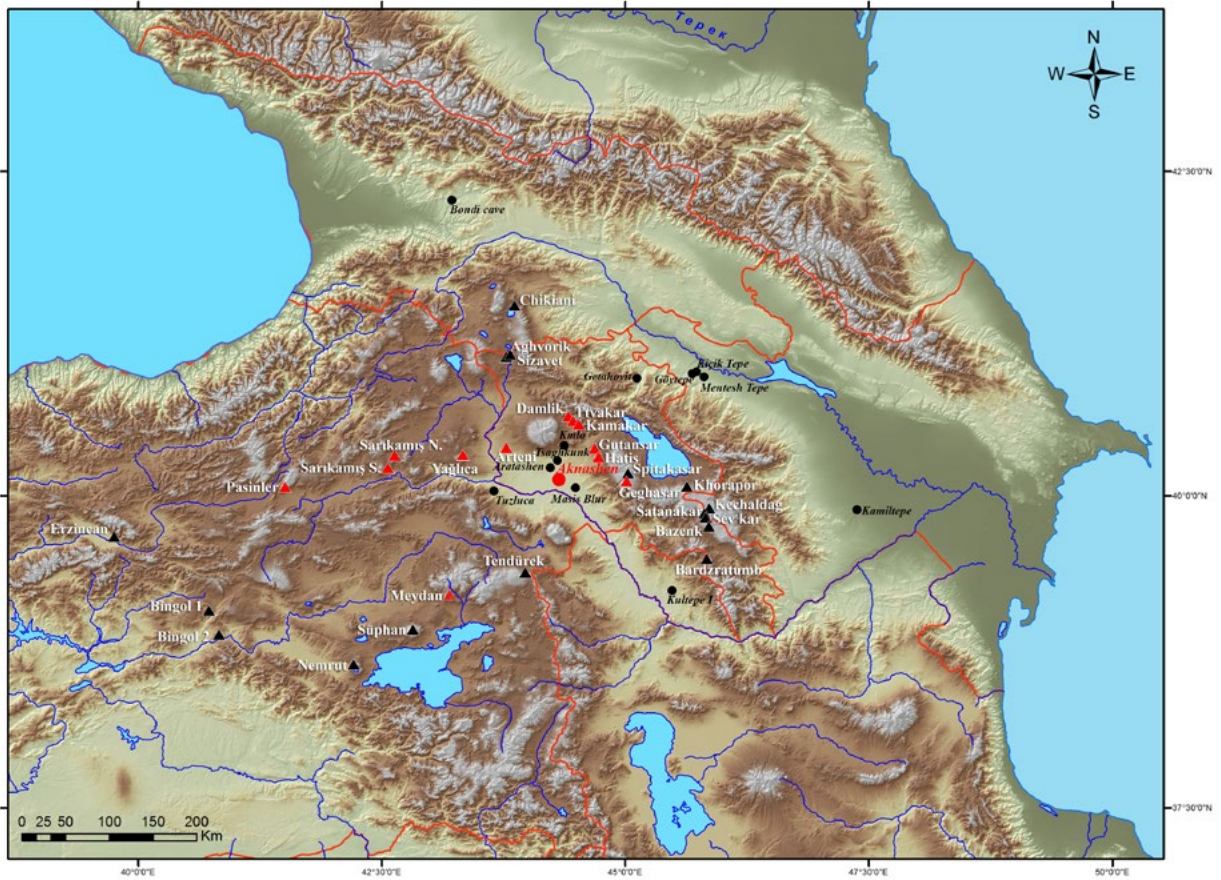 Терек
N
W E
S
42°30'0"N
Bondi cave
Chikiani
Aghvorik
Sizavet
Kiçik Tepe
Getahovit
Göytepe
Mentesh Tepe
Damlik
Tivakar
Kamakar
Kmlo
Sarıkamış N.
Gutansar
Tsaghkunk
Arteni
Hatis
Sarıkamış S.
Yağlıca
Aratashen
Aknashen
Spitakasar
Pasinler
Geghasar
Khorapor
Tuzluca
Masis Blur
40°0'0"N
Kechaldag
Satanakar
Sev kar
Kamiltepe
Erzincan
Bazenk
Tendürek
Bardzratumb
Meydan
Kultepe I
Bingol 1
Süphan
Bingol 2
Nemrut
37°30'0"N
0 25 50 100 150 200
Km
40°0'0"E 42°30'0"E 45°0'0"E 47°30'0"E 50°0'0"E